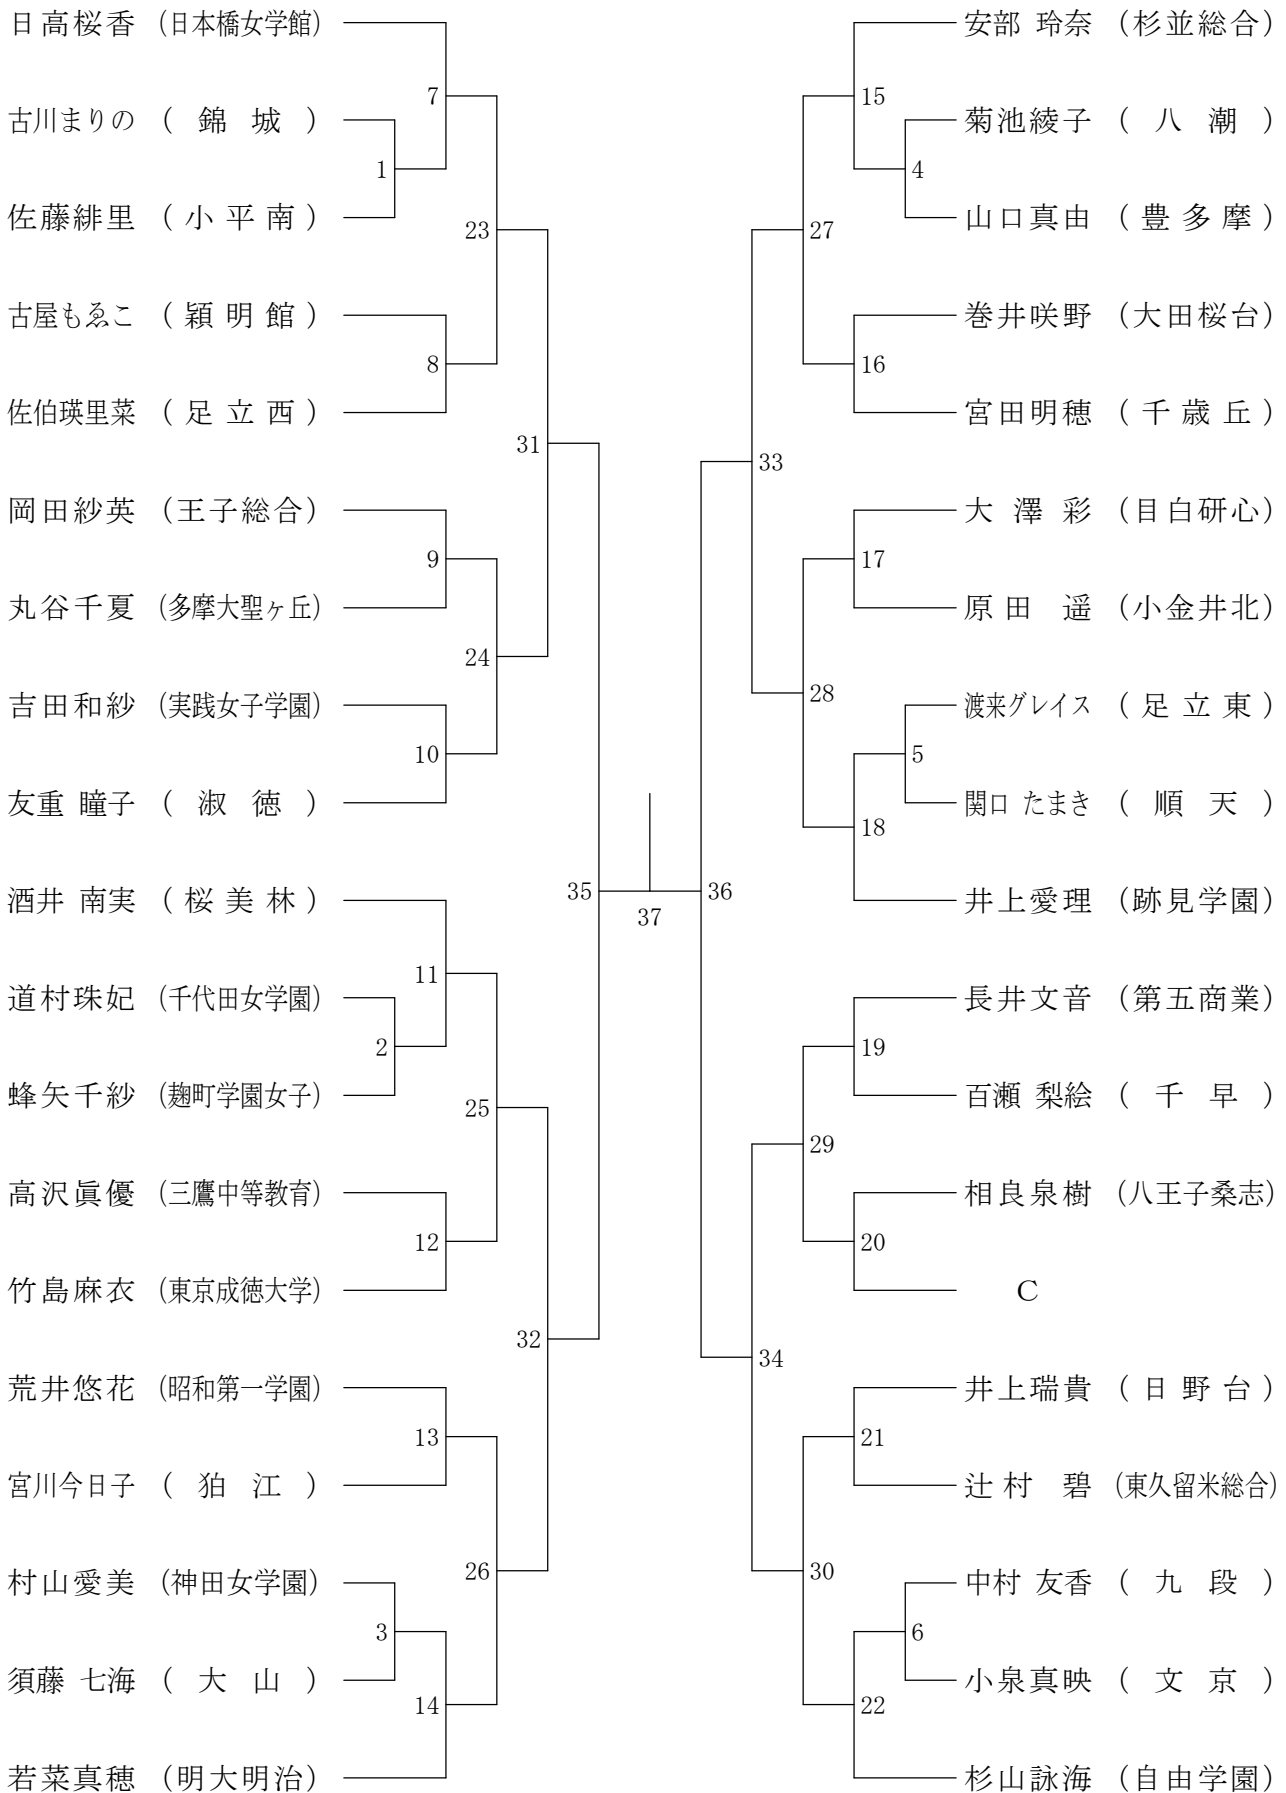 日高桜香 (日本橋女学館)
7
古川まりの ( 錦 城 )
1
佐藤緋里 ( 小 平 南 )
23
古屋もゑこ ( 穎 明 館 )
8
佐伯瑛里菜 ( 足 立 西 )
31
岡田紗英 (王子総合)
9
丸谷千夏 (多摩大聖ヶ丘)
24
吉田和紗 (実践女子学園)
10
友重 瞳子 ( 淑 徳 )
35
酒井 南実 ( 桜 美 林 )
11
道村珠妃 (千代田女学園)
2
蜂矢千紗 (麹町学園女子)
25
高沢眞優 (三鷹中等教育)
12
竹島麻衣 (東京成徳大学)
32
荒井悠花 (昭和第一学園)
13
宮川今日子 ( 狛 江 )
26
村山愛美 (神田女学園)
3
須藤 七海 ( 大 山 )
14
若菜真穂 (明大明治)
37
安部 玲奈 (杉並総合)
15
菊池綾子 ( 八 潮 )
4
山口真由 ( 豊 多 摩 )
27
巻井咲野 (大田桜台)
16
宮田明穂 ( 千 歳 丘 )
33
大 澤 彩 (目白研心)
17
原 田 遥 (小金井北)
28
渡来グレイス ( 足 立 東 )
5
関口 たまき ( 順 天 )
18
井上愛理 (跡見学園)
36
長井文音 (第五商業)
19
百瀬 梨絵 ( 千 早 )
29
相良泉樹 (八王子桑志)
20
C
34
井上瑞貴 ( 日 野 台 )
21
辻 村 碧 (東久留米総合)
30
中村 友香 ( 九 段 )
6
小泉真映 ( 文 京 )
22
杉山詠海 (自由学園)